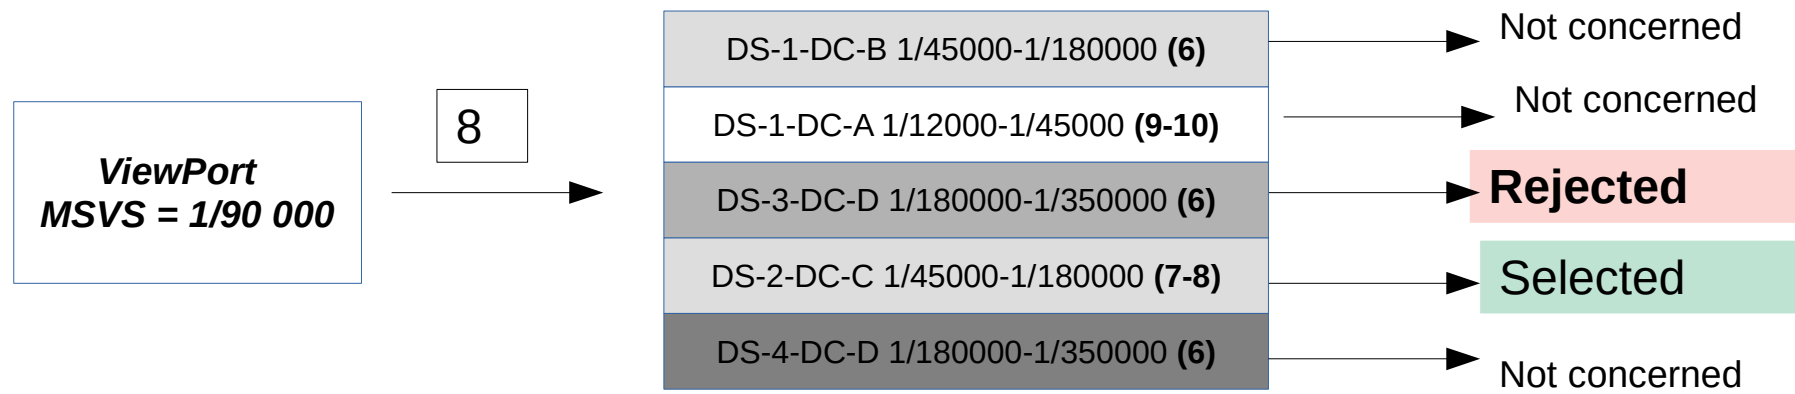 ViewPort
MSVS = 1/90 000
8
DS-1-DC-B 1/45000-1/180000 (6)
Not concerned
DS-1-DC-A 1/12000-1/45000 (9-10)
Not concerned
DS-3-DC-D 1/180000-1/350000 (6)
Rejected
DS-2-DC-C 1/45000-1/180000 (7-8)
Selected
DS-4-DC-D 1/180000-1/350000 (6)
Not concerned